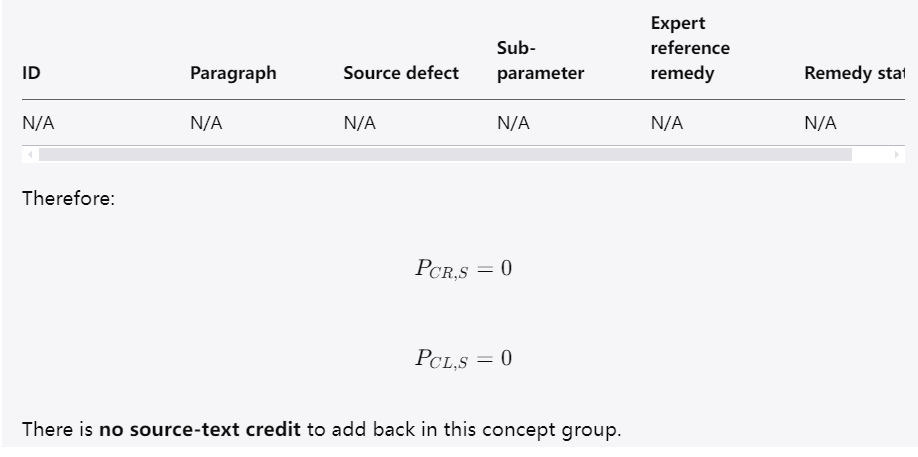 ID Paragraph Source defect Sub-parameter Expert reference remedy Remedy stat
N/A N/A N/A N/A N/A N/A
Therefore:
P_{CR,S} = 0
P_{CL,S} = 0
There is no source-text credit to add back in this concept group.